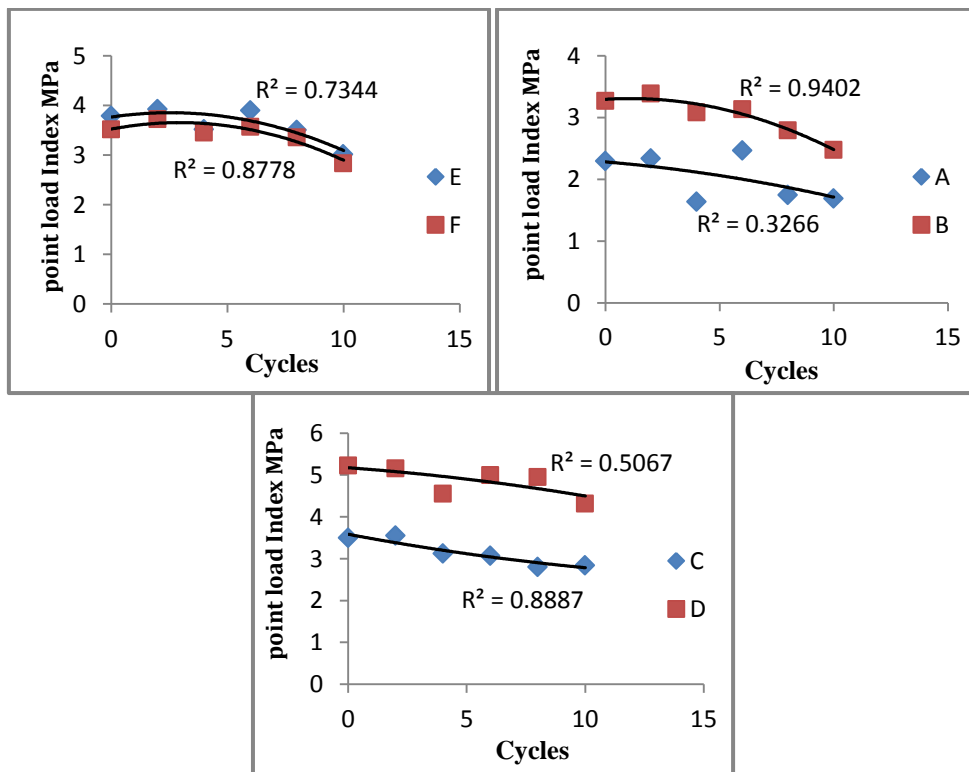 point load Index MPa
5
4
3
2
1
0
R² = 0.7344
R² = 0.8778
E
F
0 5 10 15
Cycles
point load Index MPa
4
3
2
1
0
R² = 0.9402
R² = 0.3266
A
B
0 5 10 15
Cycles
point load Index MPa
6
5
4
3
2
1
0
R² = 0.5067
R² = 0.8887
C
D
0 5 10 15
Cycles